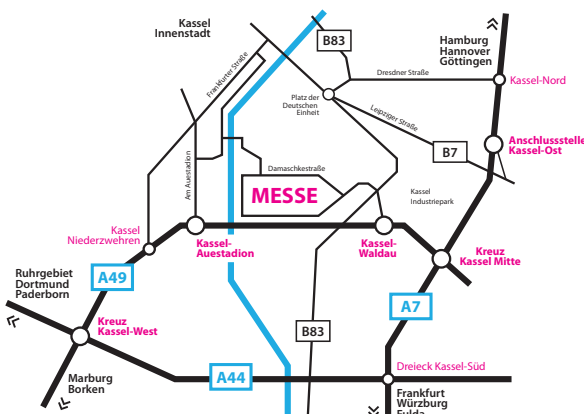 Kassel
Innenstadt
B83
Hamburg
Hannover
Göttingen
Frankfurter Straße
Dresdner Straße
Kassel-Nord
Platz der
Deutschen
Einheit
Leipziger Straße
Anschlussstelle
Kassel-Ost
B7
Damaschkestraße
Am Auestadion
MESSE
Kassel
Industriepark
Kassel
Niederzwehren
Kassel-
Auestadion
Kassel-
Waldau
Kreuz
Kassel Mitte
Ruhrgebiet
Dortmund
Paderborn
A49
A7
Kreuz
Kassel-West
B83
Dreieck Kassel-Süd
A44
Marburg
Borken
Frankfurt
Würzburg
Fulda